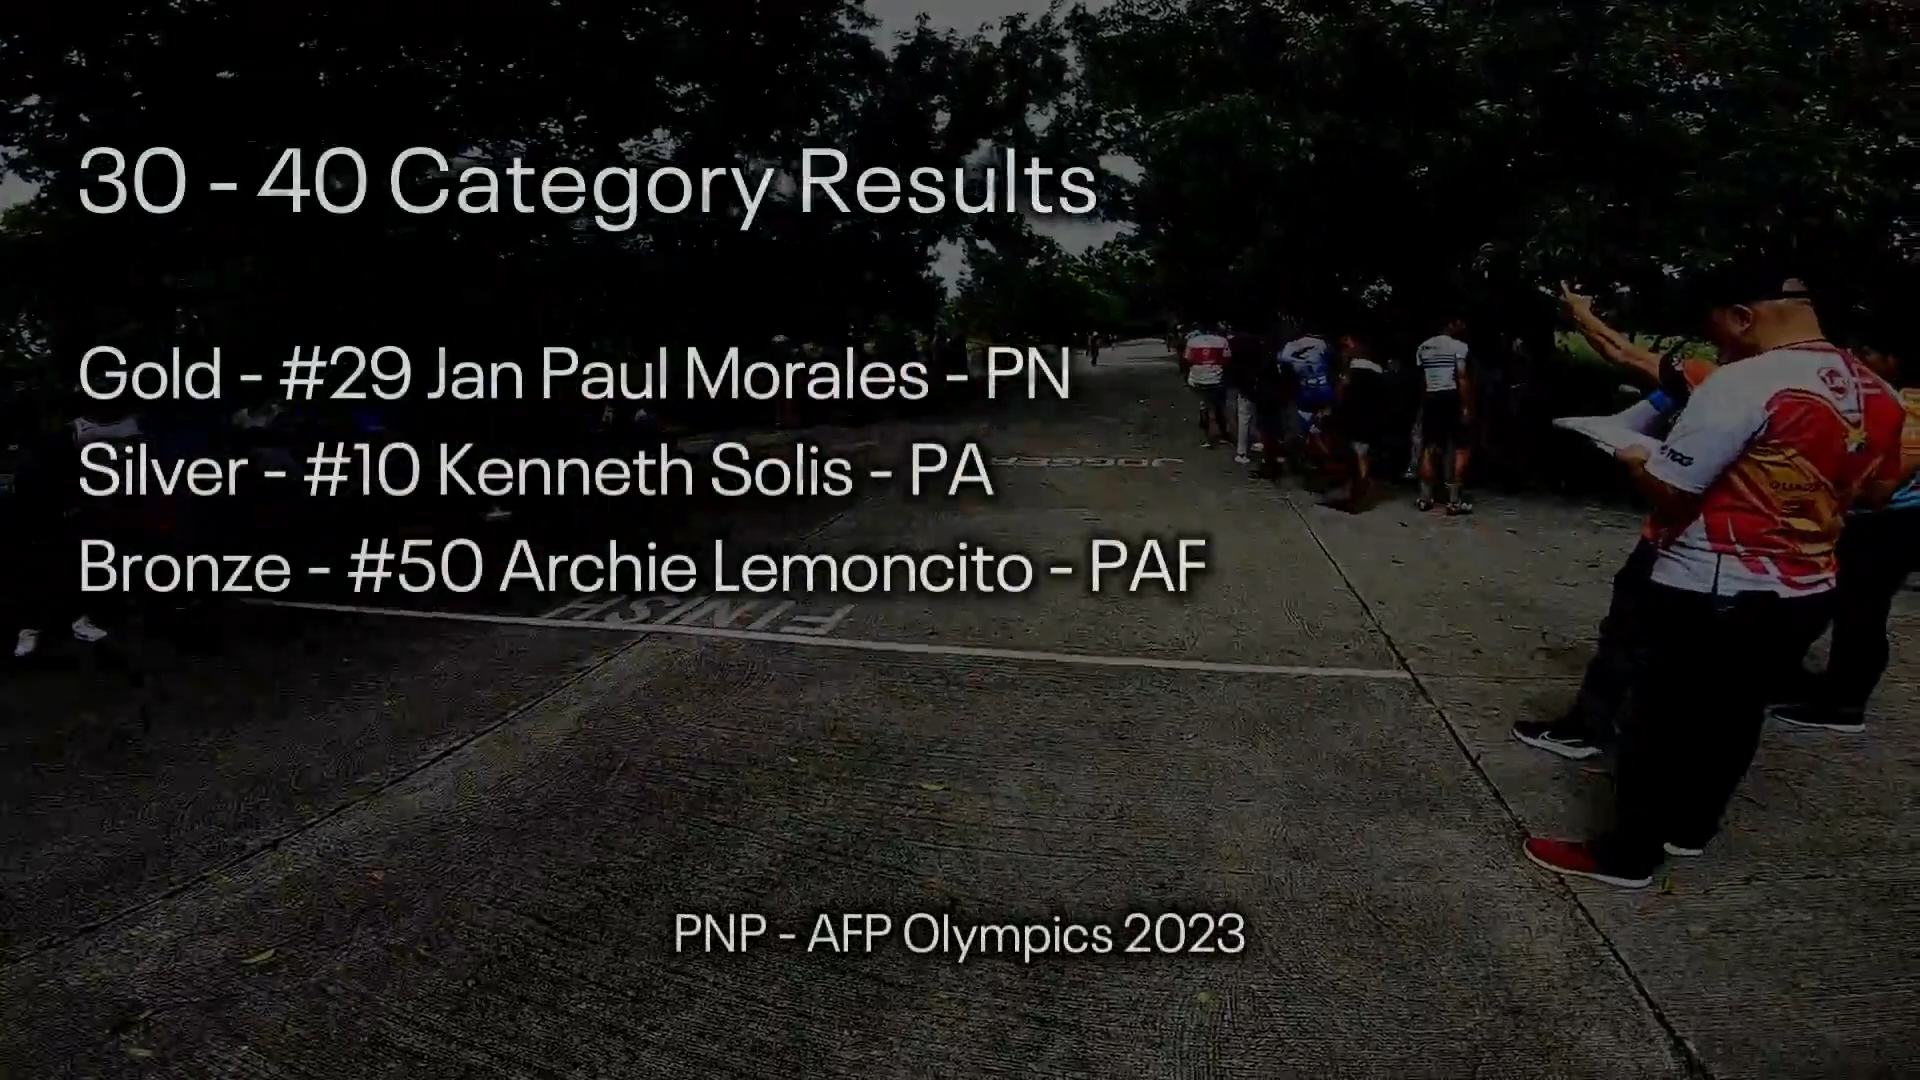 30 - 40 Category Results
Gold - #29 Jan Paul Morales - PN
Silver - #10 Kenneth Solis - PA
Bronze - #50 Archie Lemoncito - PAF
FINISH
PNP - AFP Olympics 2023